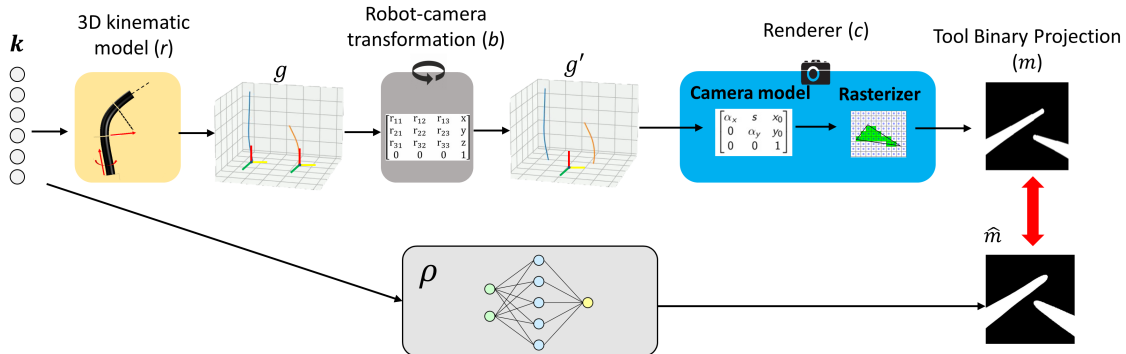 k
3D kinematic
model (r)
g
Robot-camera
transformation (b)
r₁₁ r₁₂ r₁₃ x
r₂₁ r₂₂ r₂₃ y
r₃₁ r₃₂ r₃₃ z
0 0 0 1
g′
Renderer (c)
Camera model
αₓ s x₀
0 αᵧ y₀
0 0 1
Rasterizer
Tool Binary Projection
(m)
ρ
m̂